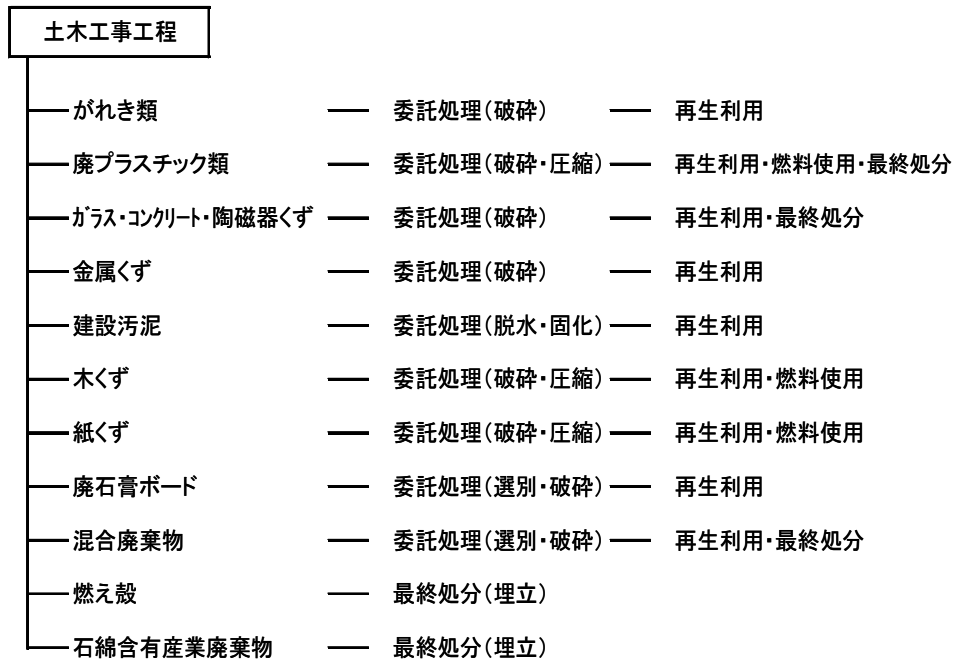 土木工事工程
がれき類 委託処理(破砕) 再生利用
廃プラスチック類 委託処理(破砕・圧縮) 再生利用・燃料使用・最終処分
ガラス・コンクリート・陶磁器くず 委託処理(破砕) 再生利用・最終処分
金属くず 委託処理(破砕) 再生利用
建設汚泥 委託処理(脱水・固化) 再生利用
木くず 委託処理(破砕・圧縮) 再生利用・燃料使用
紙くず 委託処理(破砕・圧縮) 再生利用・燃料使用
廃石膏ボード 委託処理(選別・破砕) 再生利用
混合廃棄物 委託処理(選別・破砕) 再生利用・最終処分
燃え殻 最終処分(埋立)
石綿含有産業廃棄物 最終処分(埋立)